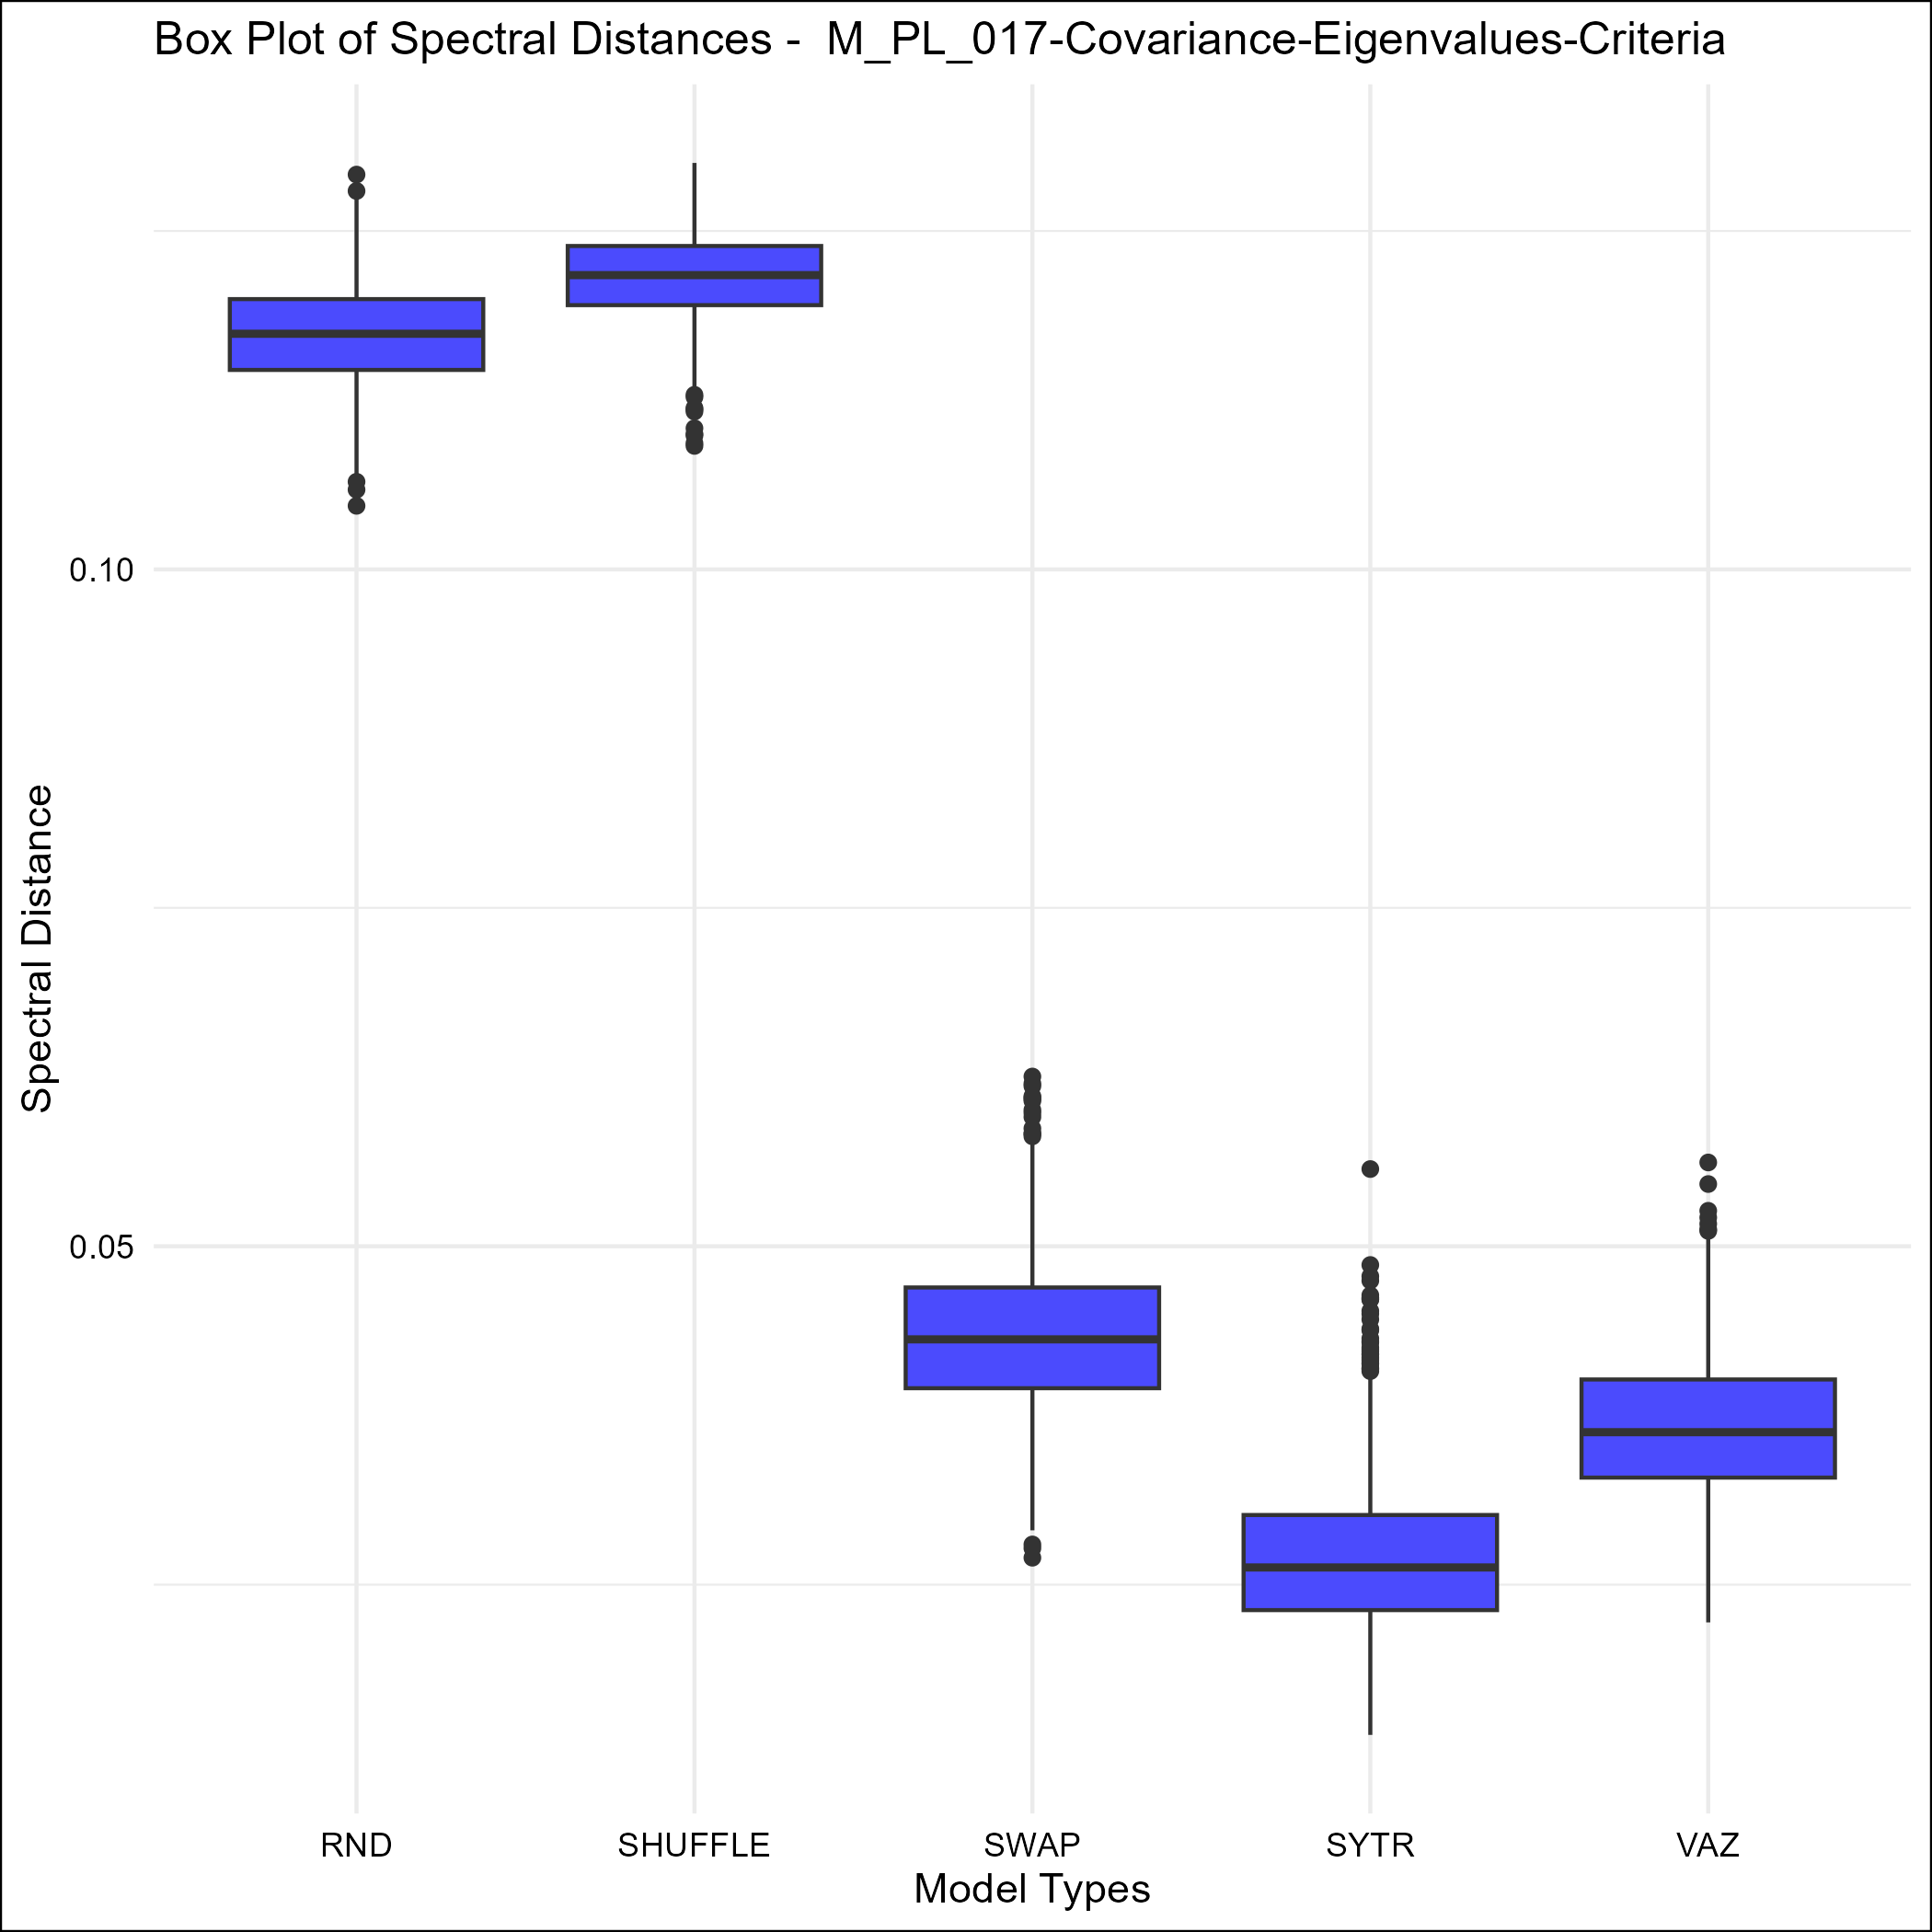 Box Plot of Spectral Distances -  M_PL_017-Covariance-Eigenvalues-Criteria
Spectral Distance
0.10
0.05
RND SHUFFLE SWAP SYTR VAZ
Model Types